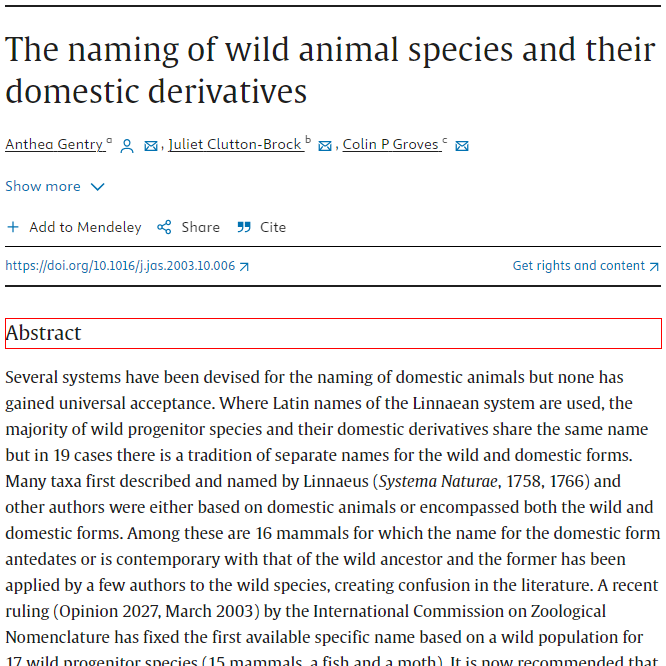 The naming of wild animal species and their
domestic derivatives
Anthea Gentry a , Juliet Clutton-Brock b , Colin P Groves c
Show more
Add to Mendeley Share Cite
https://doi.org/10.1016/j.jas.2003.10.006 Get rights and content
Abstract
Several systems have been devised for the naming of domestic animals but none has
gained universal acceptance. Where Latin names of the Linnaean system are used, the
majority of wild progenitor species and their domestic derivatives share the same name
but in 19 cases there is a tradition of separate names for the wild and domestic forms.
Many taxa first described and named by Linnaeus (Systema Naturae, 1758, 1766) and
other authors were either based on domestic animals or encompassed both the wild and
domestic forms. Among these are 16 mammals for which the name for the domestic form
antedates or is contemporary with that of the wild ancestor and the former has been
applied by a few authors to the wild species, creating confusion in the literature. A recent
ruling (Opinion 2027, March 2003) by the International Commission on Zoological
Nomenclature has fixed the first available specific name based on a wild population for
17 wild progenitor species (15 mammals, a fish and a moth). It is now recommended that